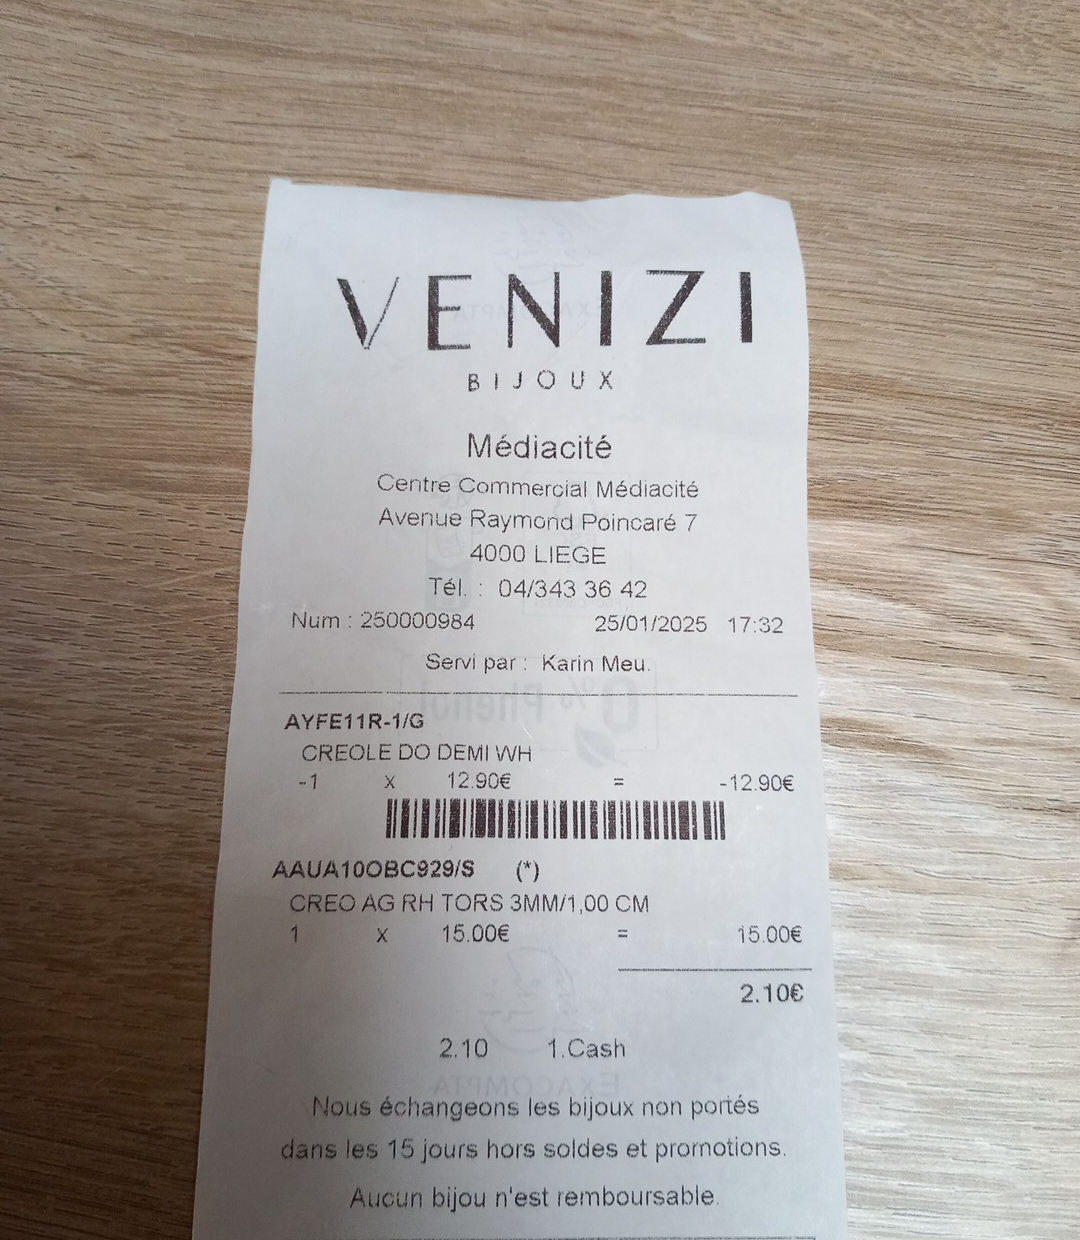 VENIZI
BIJOUX
Médiacité
Centre Commercial Médiacité
Avenue Raymond Poincaré 7
4000 LIEGE
Tél. : 04/343 36 42
Num : 250000984 25/01/2025 17:32
Servi par : Karin Meu.
AYFE11R-1/G
CREOLE DO DEMI WH
-1 X 12.90€ = -12.90€
AAUA10OBC929/S (*)
CREO AG RH TORS 3MM/1,00 CM
1 X 15.00€ = 15.00€
2.10€
2.10 1.Cash
Nous échangeons les bijoux non portés
dans les 15 jours hors soldes et promotions.
Aucun bijou n'est remboursable.